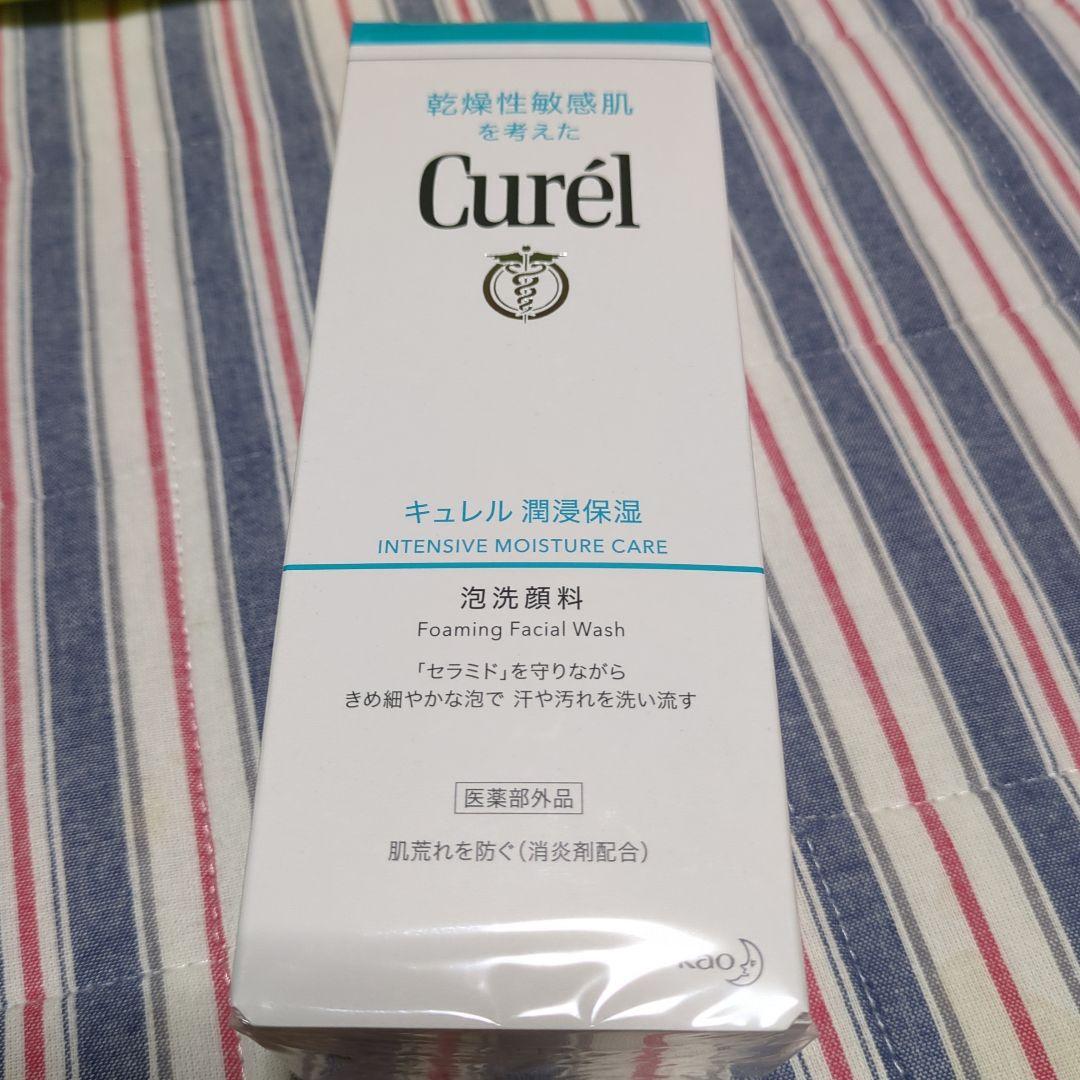 乾燥性敏感肌
を考えた
Curél
キュレル 潤浸保湿
INTENSIVE MOISTURE CARE
泡洗顔料
Foaming Facial Wash
「セラミド」を守りながら
きめ細やかな泡で 汗や汚れを洗い流す
医薬部外品
肌荒れを防ぐ(消炎剤配合)
Kao